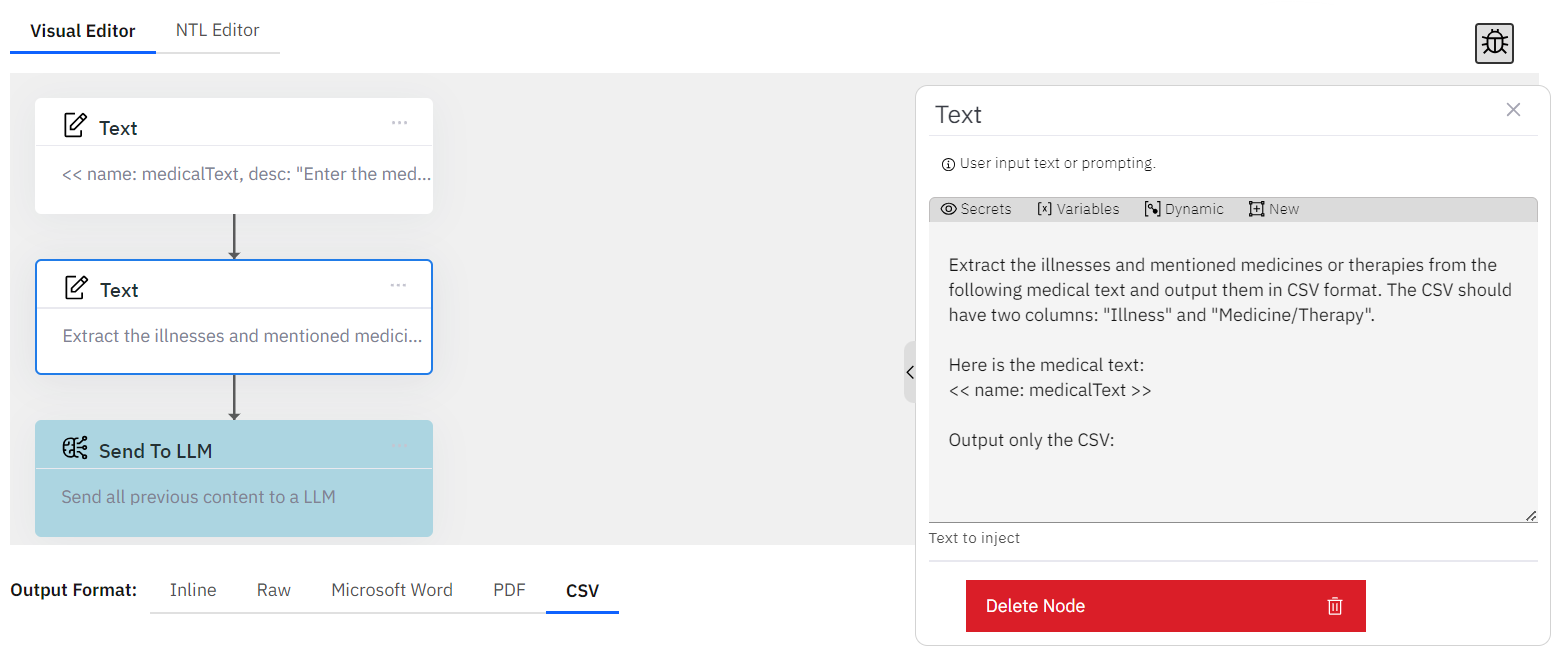 Visual Editor
NTL Editor
Text
<< name: medicalText, desc: "Enter the med...
Text
Extract the illnesses and mentioned medici...
Send To LLM
Send all previous content to a LLM
Output Format:
Inline
Raw
Microsoft Word
PDF
CSV
Text
User input text or prompting.
Secrets
[x] Variables
Dynamic
New
Extract the illnesses and mentioned medicines or therapies from the
following medical text and output them in CSV format. The CSV should
have two columns: "Illness" and "Medicine/Therapy".
Here is the medical text:
<< name: medicalText >>
Output only the CSV:
Text to inject
Delete Node